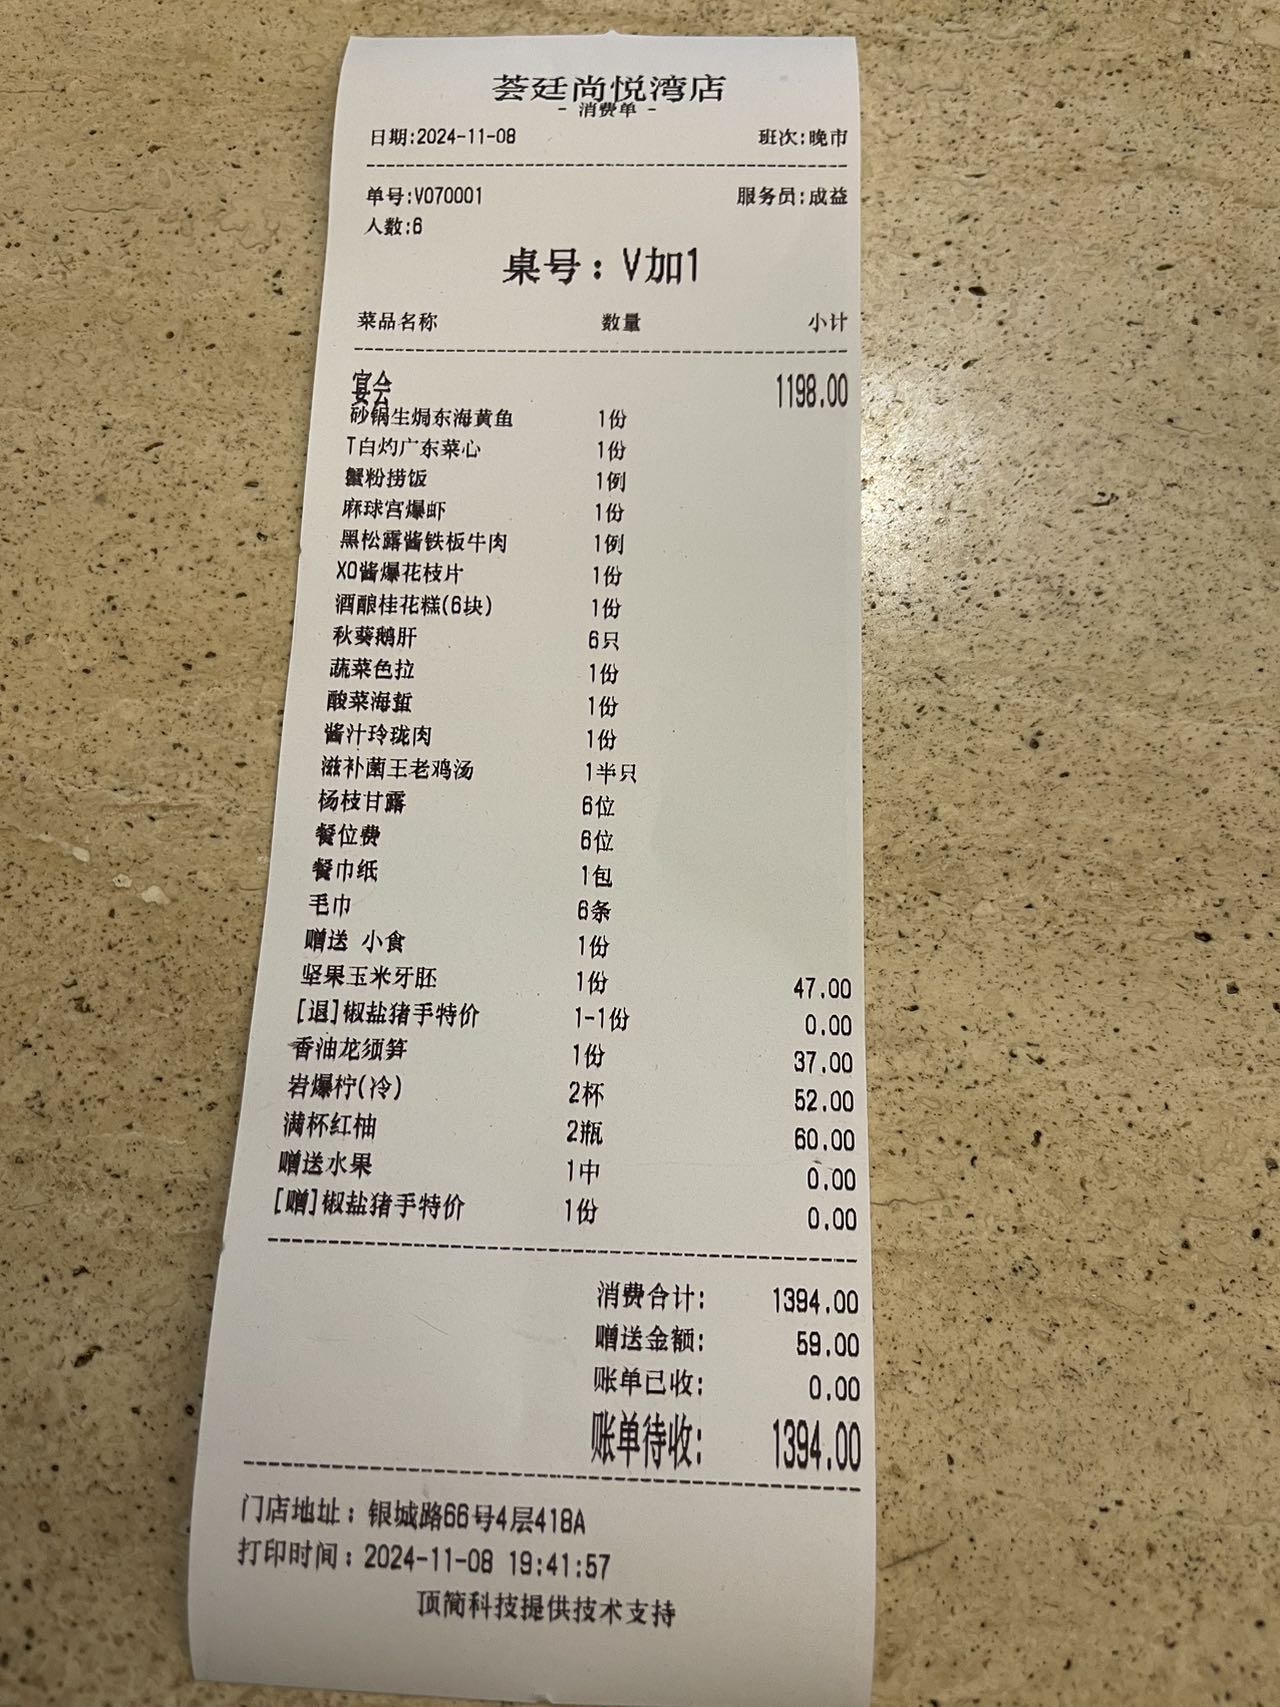 荟廷尚悦湾店
- 消费单 -
日期:2024-11-08 班次:晚市
单号:V070001 服务员:成益
人数:6
桌号：V加1
菜品名称 数量 小计
宴会 1198.00
砂锅生焗东海黄鱼 1份
T白灼广东菜心 1份
蟹粉捞饭 1例
麻球宫爆虾 1份
黑松露酱铁板牛肉 1例
XO酱爆花枝片 1份
酒酿桂花糕(6块) 1份
秋葵鹅肝 6只
蔬菜色拉 1份
酸菜海蜇 1份
酱汁玲珑肉 1份
滋补菌王老鸡汤 1半只
杨枝甘露 6位
餐位费 6位
餐巾纸 1包
毛巾 6条
赠送 小食 1份
坚果玉米牙胚 1份 47.00
[退]椒盐猪手特价 1-1份 0.00
香油龙须笋 1份 37.00
岩爆柠(冷) 2杯 52.00
满杯红柚 2瓶 60.00
赠送水果 1中 0.00
[赠]椒盐猪手特价 1份 0.00
消费合计: 1394.00
赠送金额: 59.00
账单已收: 0.00
账单待收: 1394.00
门店地址：银城路66号4层418A
打印时间：2024-11-08 19:41:57
顶简科技提供技术支持